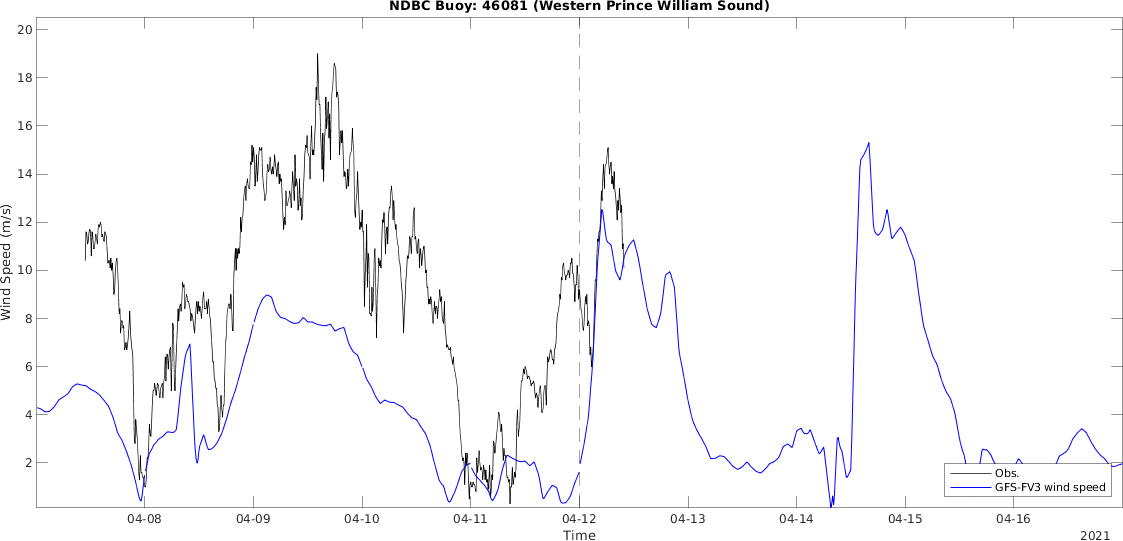 NDBC Buoy: 46081 (Western Prince William Sound)
20
18
16
14
12
10
8
6
4
2
Wind Speed (m/s)
Obs.
GFS-FV3 wind speed
04-08 04-09 04-10 04-11 04-12 04-13 04-14 04-15 04-16
Time
2021